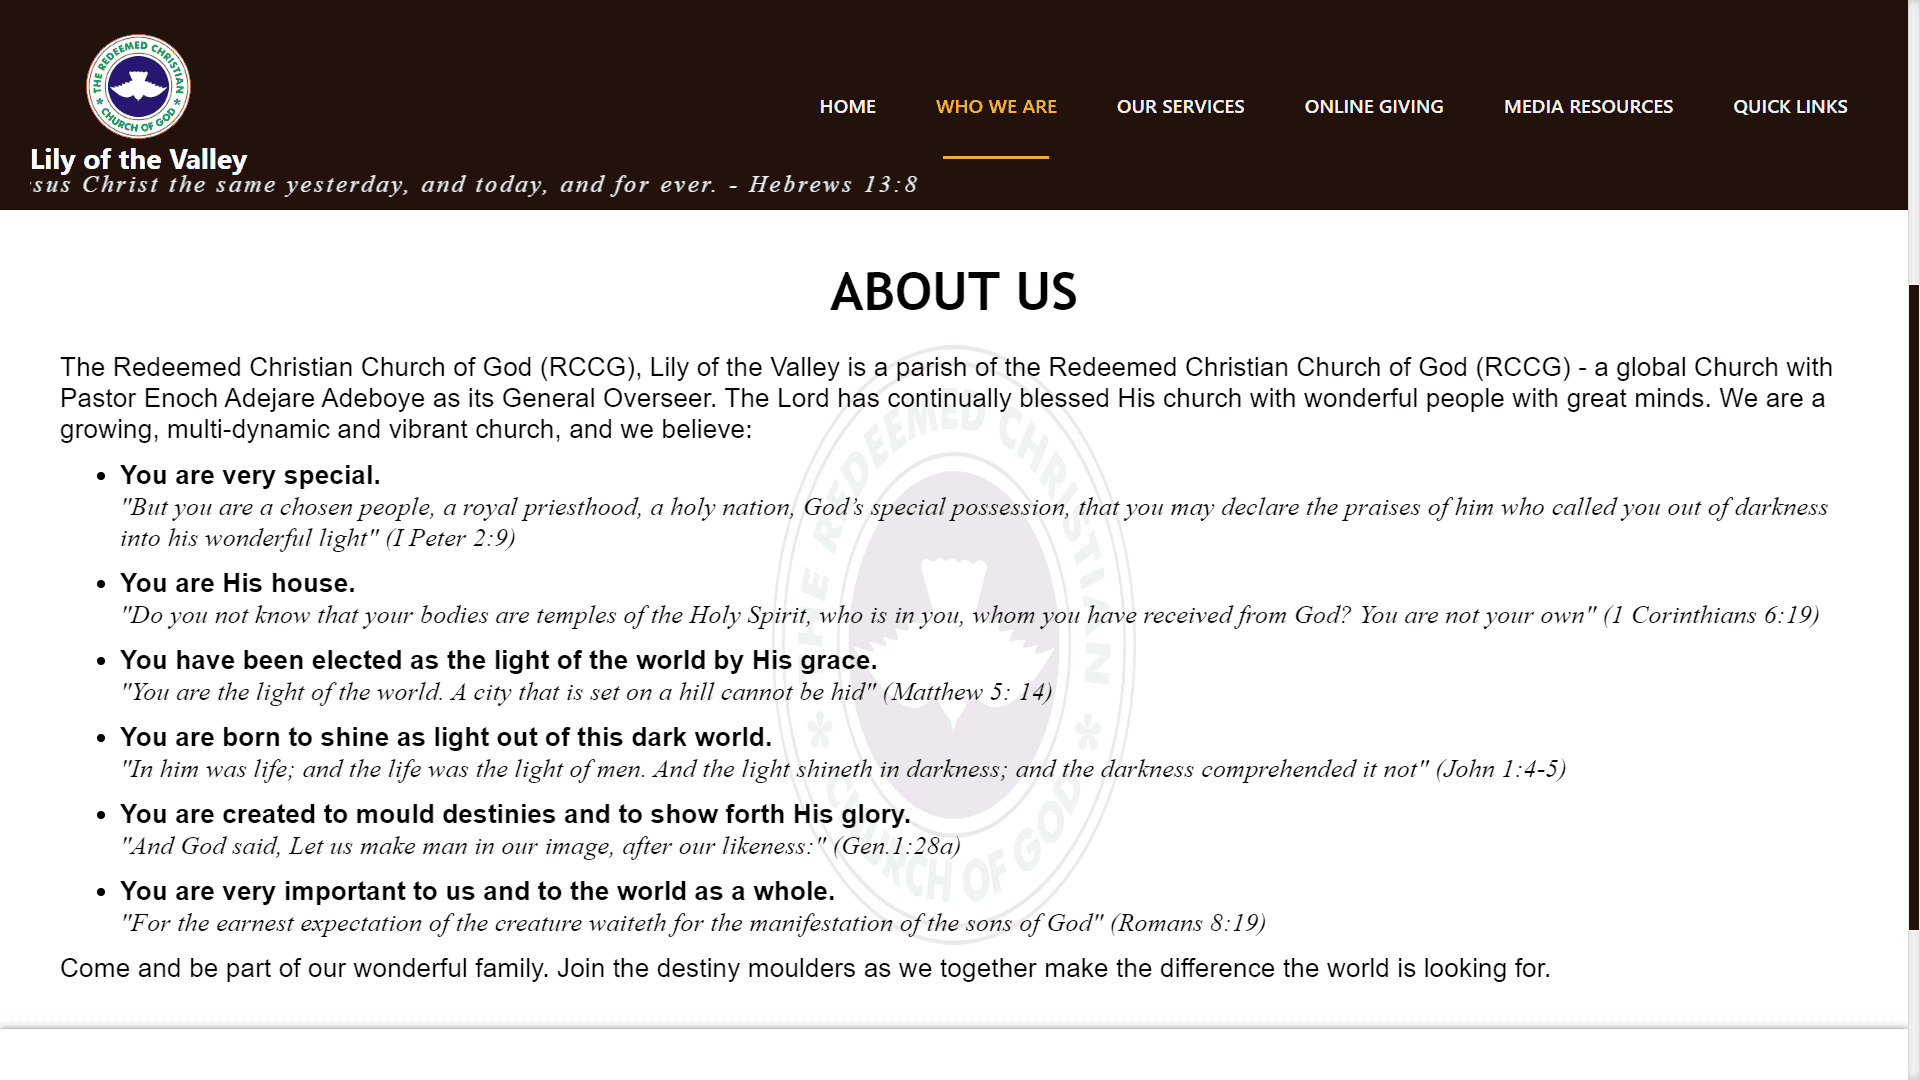 THE REDEEMED CHRISTIAN
* CHURCH OF GOD *
Lily of the Valley
sus Christ the same yesterday, and today, and for ever. - Hebrews 13:8
HOME WHO WE ARE OUR SERVICES ONLINE GIVING MEDIA RESOURCES QUICK LINKS
ABOUT US
The Redeemed Christian Church of God (RCCG), Lily of the Valley is a parish of the Redeemed Christian Church of God (RCCG) - a global Church with
Pastor Enoch Adejare Adeboye as its General Overseer. The Lord has continually blessed His church with wonderful people with great minds. We are a
growing, multi-dynamic and vibrant church, and we believe:
• You are very special.
"But you are a chosen people, a royal priesthood, a holy nation, God’s special possession, that you may declare the praises of him who called you out of darkness
into his wonderful light" (I Peter 2:9)
• You are His house.
"Do you not know that your bodies are temples of the Holy Spirit, who is in you, whom you have received from God? You are not your own" (1 Corinthians 6:19)
• You have been elected as the light of the world by His grace.
"You are the light of the world. A city that is set on a hill cannot be hid" (Matthew 5: 14)
• You are born to shine as light out of this dark world.
"In him was life; and the life was the light of men. And the light shineth in darkness; and the darkness comprehended it not" (John 1:4-5)
• You are created to mould destinies and to show forth His glory.
"And God said, Let us make man in our image, after our likeness:" (Gen.1:28a)
• You are very important to us and to the world as a whole.
"For the earnest expectation of the creature waiteth for the manifestation of the sons of God" (Romans 8:19)
Come and be part of our wonderful family. Join the destiny moulders as we together make the difference the world is looking for.
THE REDEEMED CHRISTIAN
* CHURCH OF GOD *